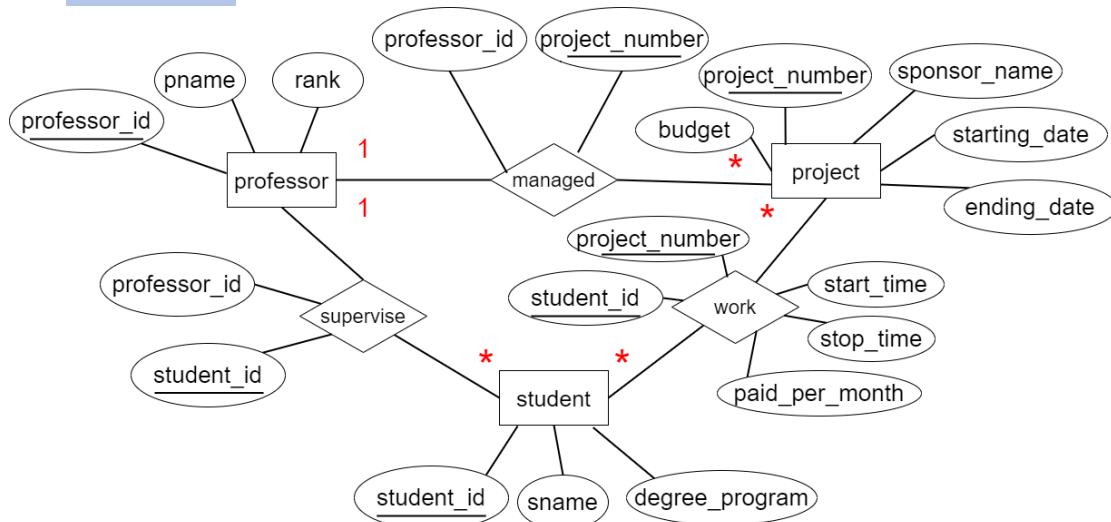 professor_id
project_number
pname
rank
project_number
sponsor_name
professor_id
budget
starting_date
1
*
professor
managed
project
1
*
ending_date
project_number
professor_id
student_id
start_time
supervise
work
stop_time
*
*
student_id
paid_per_month
student
student_id
sname
degree_program